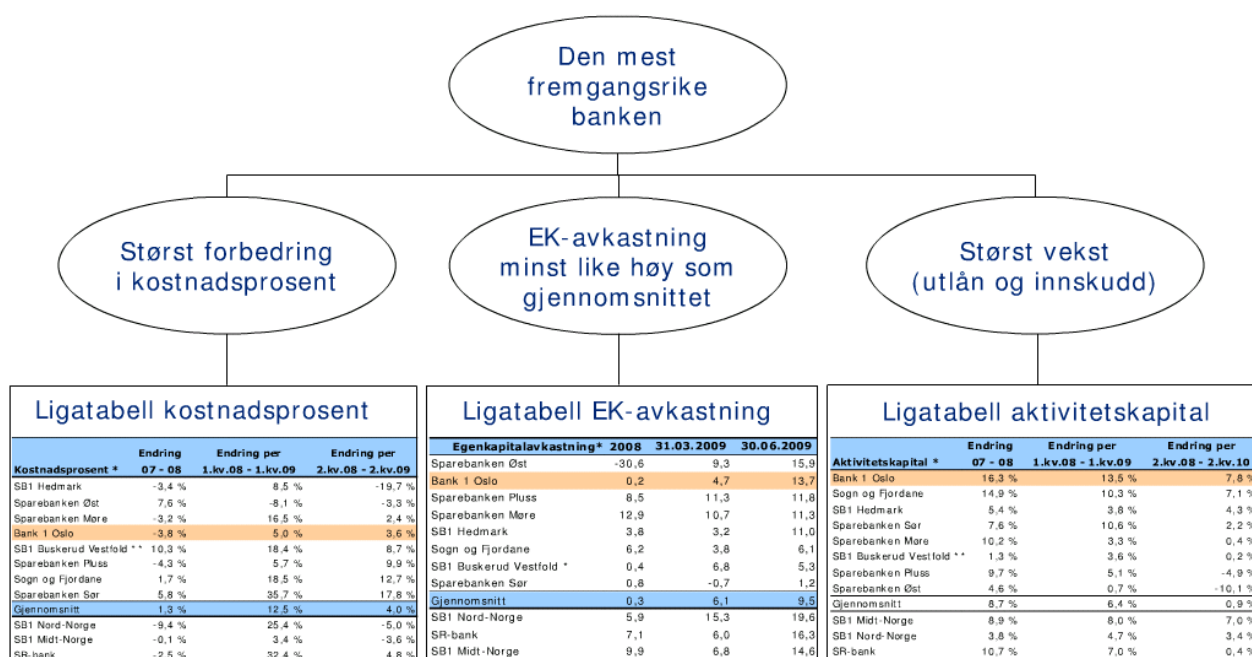 Den mest
fremgangsrike
banken
Størst forbedring
i kostnadsprosent
EK-avkastning
minst like høy som
gjennomsnittet
Størst vekst
(utlån og innskudd)
Ligatabell kostnadsprosent
Endring Endring per Endring per
Kostnadsprosent * 07 - 08 1.kv.08 - 1.kv.09 2.kv.08 - 2.kv.09
SB1 Hedmark -3,4 % 8,5 % -19,7 %
Sparebanken Øst 7,6 % -8,1 % -3,3 %
Sparebanken Møre -3,2 % 16,5 % 2,4 %
Bank 1 Oslo -3,8 % 5,0 % 3,6 %
SB1 Buskerud Vestfold ** 10,3 % 18,4 % 8,7 %
Sparebanken Pluss -4,3 % 5,7 % 9,9 %
Sogn og Fjordane 1,7 % 18,5 % 12,7 %
Sparebanken Sør 5,8 % 35,7 % 17,8 %
Gjennomsnitt 1,3 % 12,5 % 4,0 %
SB1 Nord-Norge -9,4 % 25,4 % -5,0 %
SB1 Midt-Norge -0,1 % 3,4 % -3,6 %
SR-bank -2,5 % 32,4 % 4,8 %
Ligatabell EK-avkastning
Egenkapitalavkastning* 2008 31.03.2009 30.06.2009
Sparebanken Øst -30,6 9,3 15,9
Bank 1 Oslo 0,2 4,7 13,7
Sparebanken Pluss 8,5 11,3 11,8
Sparebanken Møre 12,9 10,7 11,3
SB1 Hedmark 3,8 3,2 11,0
Sogn og Fjordane 6,2 3,8 6,1
SB1 Buskerud Vestfold * 0,4 6,8 5,3
Sparebanken Sør 0,8 -0,7 1,2
Gjennomsnitt 0,3 6,1 9,5
SB1 Nord-Norge 5,9 15,3 19,6
SR-bank 7,1 6,0 16,3
SB1 Midt-Norge 9,9 6,8 14,6
Ligatabell aktivitetskapital
Endring Endring per Endring per
Aktivitetskapital * 07 - 08 1.kv.08 - 1.kv.09 2.kv.08 - 2.kv.10
Bank 1 Oslo 16,3 % 13,5 % 7,8 %
Sogn og Fjordane 14,9 % 10,3 % 7,1 %
SB1 Hedmark 5,4 % 3,8 % 4,3 %
Sparebanken Sør 7,6 % 10,6 % 2,2 %
Sparebanken Møre 10,2 % 3,3 % 0,4 %
SB1 Buskerud Vestfold ** 1,3 % 3,6 % 0,2 %
Sparebanken Pluss 9,7 % 5,1 % -4,9 %
Sparebanken Øst 4,6 % 0,7 % -10,1 %
Gjennomsnitt 8,7 % 6,4 % 0,9 %
SB1 Midt-Norge 8,9 % 8,0 % 7,0 %
SB1 Nord-Norge 3,8 % 4,7 % 3,4 %
SR-bank 10,7 % 7,0 % 0,4 %